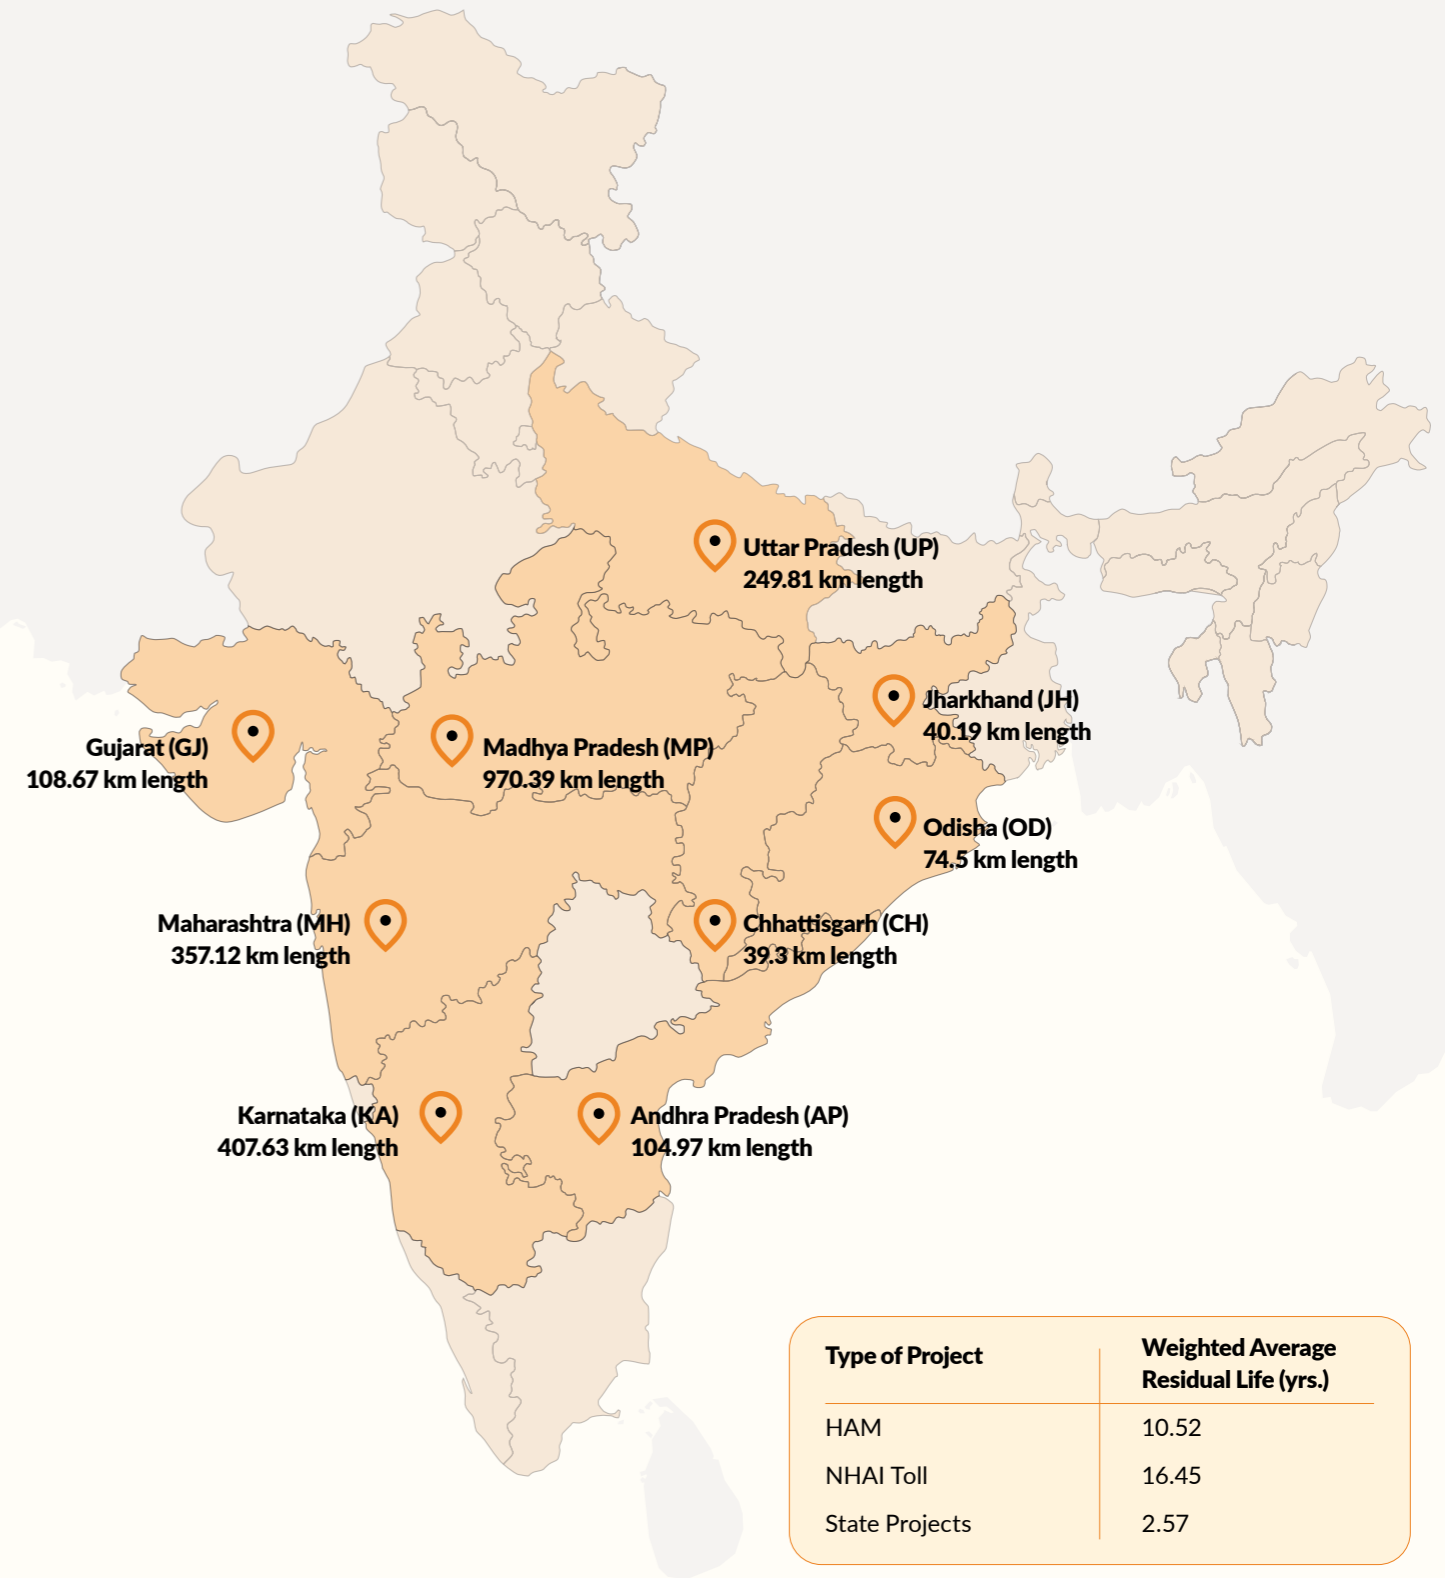 Uttar Pradesh (UP)
249.81 km length
Jharkhand (JH)
40.19 km length
Gujarat (GJ)
108.67 km length
Madhya Pradesh (MP)
970.39 km length
Odisha (OD)
74.5 km length
Maharashtra (MH)
357.12 km length
Chhattisgarh (CH)
39.3 km length
Karnataka (KA)
407.63 km length
Andhra Pradesh (AP)
104.97 km length
Type of Project
Weighted Average
Residual Life (yrs.)
HAM 10.52
NHAI Toll 16.45
State Projects 2.57